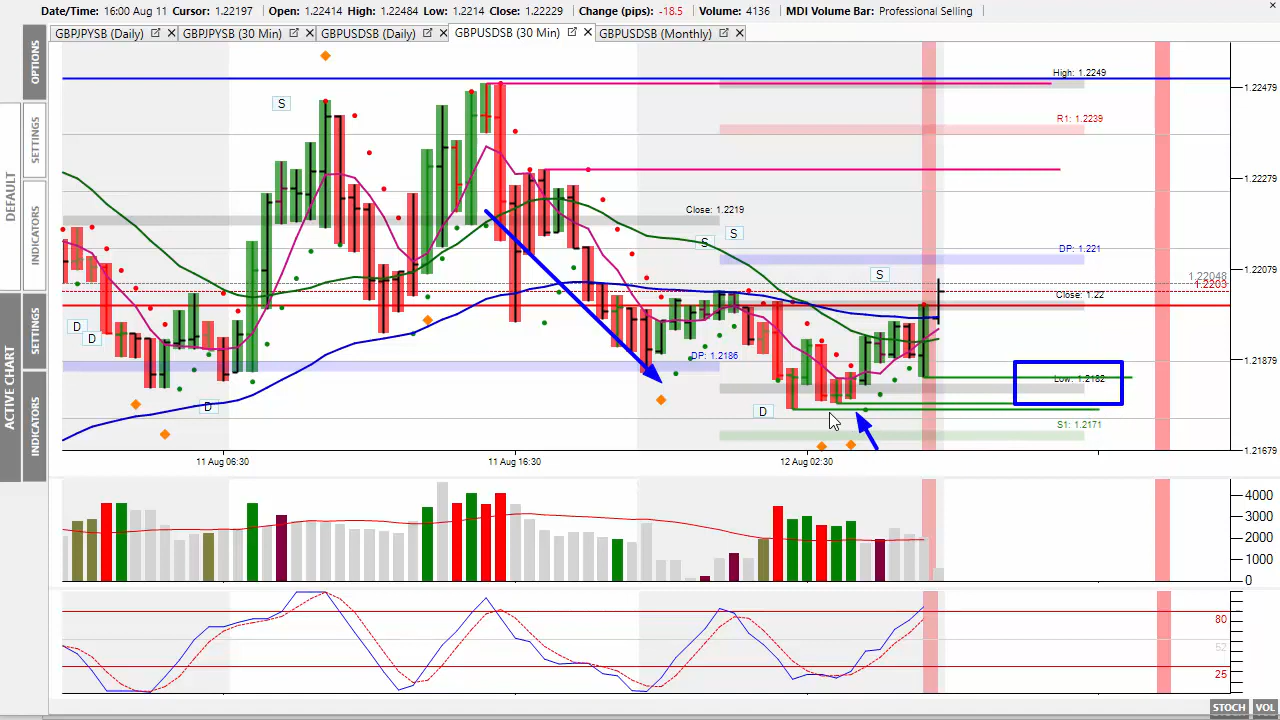 Date/Time: 16:00 Aug 11 Cursor: 1.22197 Open: 1.22414 High: 1.22484 Low: 1.2214 Close: 1.22229 Change (pips): -18.5 Volume: 4136 MDI Volume Bar: Professional Selling
GBPJPYSB (Daily) GBPJPYSB (30 Min) GBPUSDSB (Daily) GBPUSDSB (30 Min) GBPUSDSB (Monthly)
OPTIONS
SETTINGS
INDICATORS
DEFAULT
SETTINGS
INDICATORS
ACTIVE CHART
High: 1.2249
1.22479
S
R1: 1.2239
1.22279
Close: 1.2219
S
S
DP: 1.221
S
1.22079
1.22048
1.2203
Close: 1.22
D
D
DP: 1.2186
1.21879
Low: 1.2182
D
D
S1: 1.2171
1.21679
11 Aug 06:30 11 Aug 16:30 12 Aug 02:30
4000
3000
2000
1000
0
80
52
25
STOCH VOL